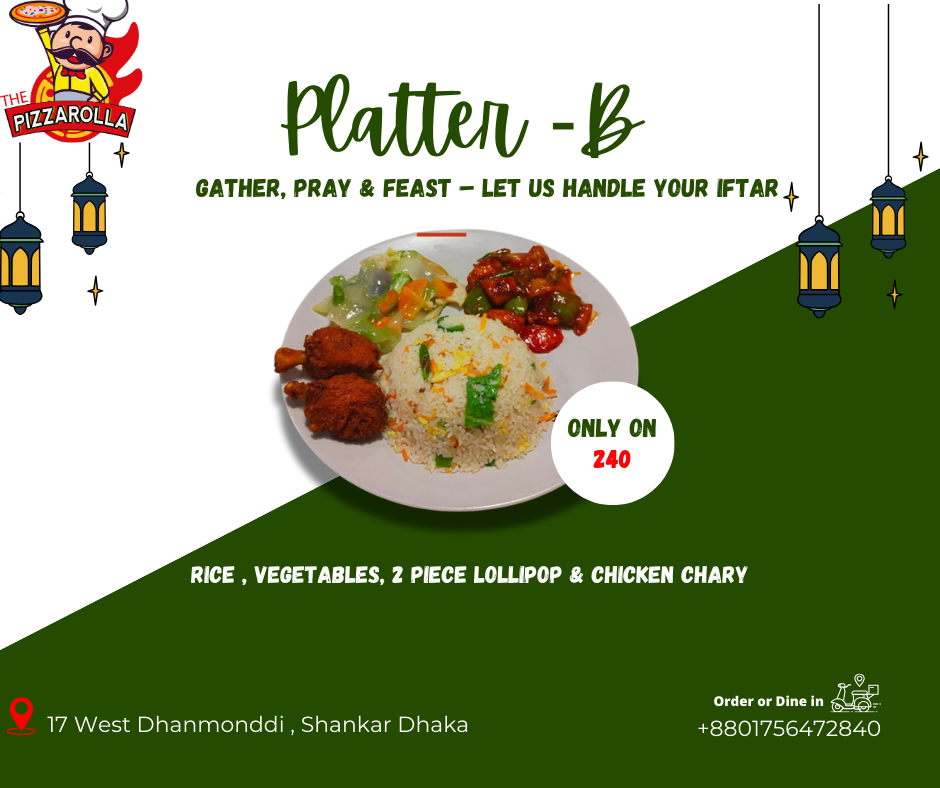 THE
PIZZAROLLA
Platter -B
GATHER, PRAY & FEAST – LET US HANDLE YOUR IFTAR
ONLY ON
240
RICE , VEGETABLES, 2 PIECE LOLLIPOP & CHICKEN CHARY
17 West Dhanmonddi , Shankar Dhaka
Order or Dine in
+8801756472840